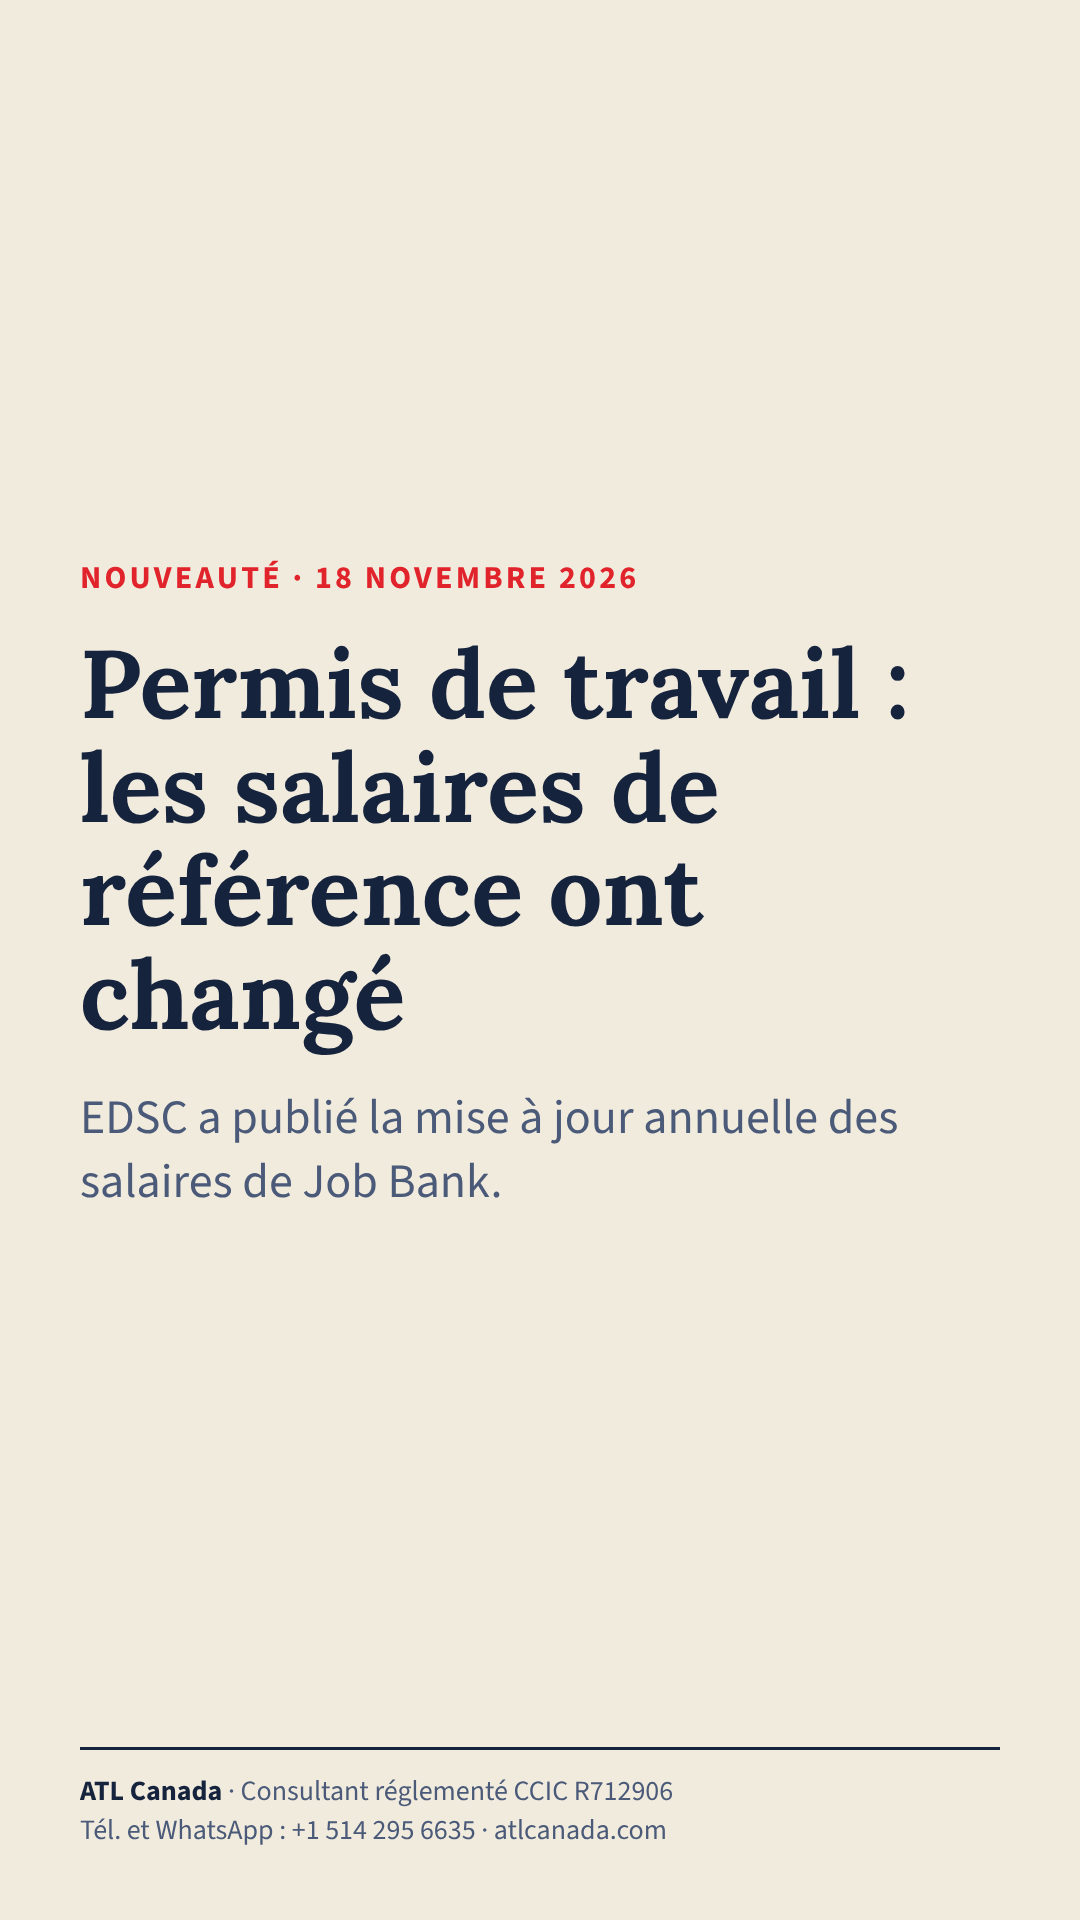 NOUVEAUTÉ · 18 NOVEMBRE 2026
Permis de travail :
les salaires de
référence ont
changé
EDSC a publié la mise à jour annuelle des
salaires de Job Bank.
ATL Canada · Consultant réglementé CCIC R712906
Tél. et WhatsApp : +1 514 295 6635 · atlcanada.com